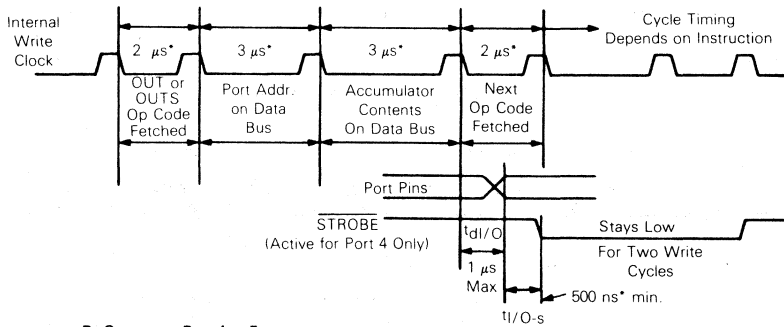 Internal
Write
Clock
2 μs*
3 μs*
3 μs*
2 μs*
Cycle Timing
Depends on Instruction
OUT or
OUTS
Op Code
Fetched
Port Addr.
on Data
Bus
Accumulator
Contents
On Data Bus
Next
Op Code
Fetched
Port Pins
STROBE
(Active for Port 4 Only)
tdI/O
1 μs
Max
Stays Low
For Two Write
Cycles
500 ns* min.
tI/O-s